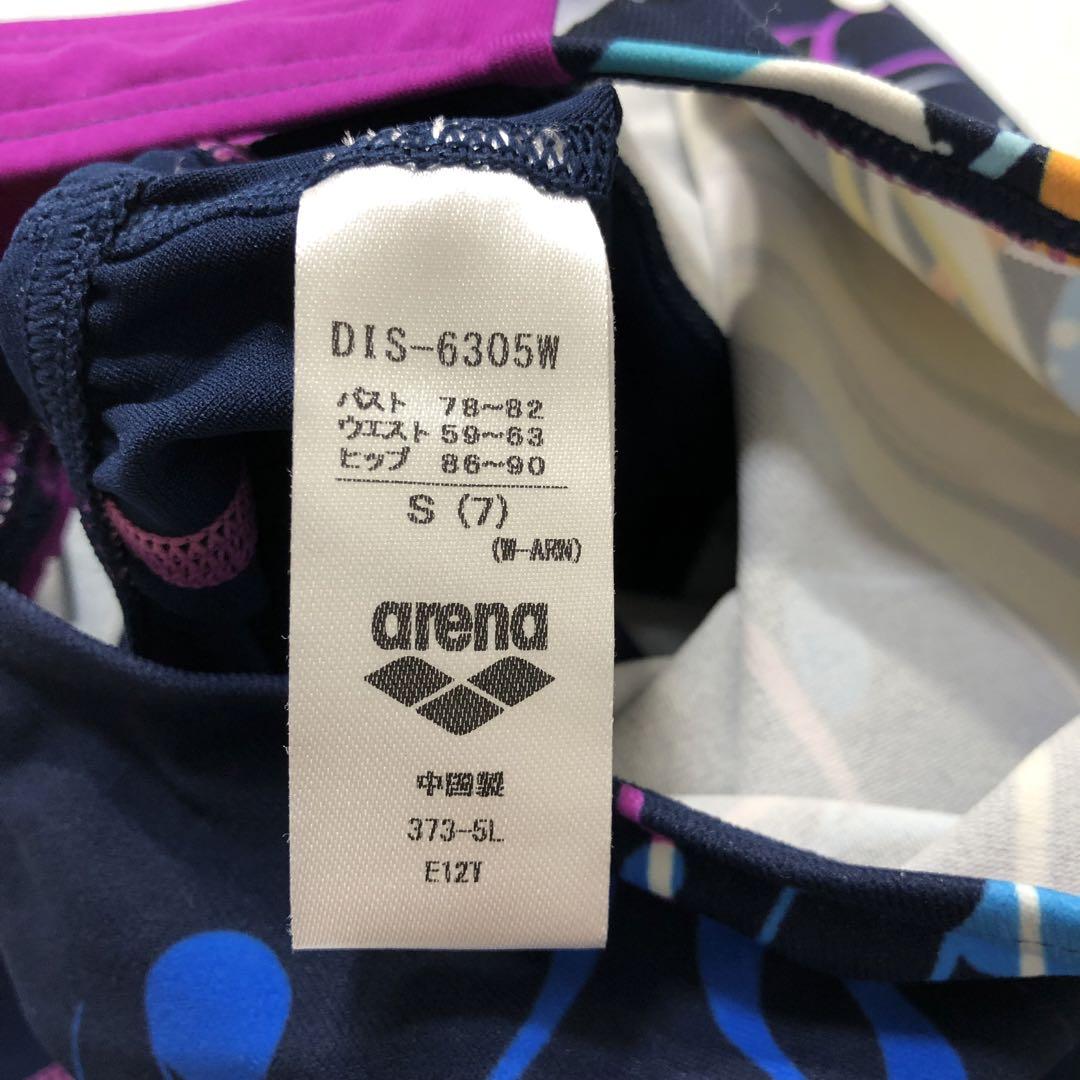 DIS-6305W
バスト 78~82
ウエスト 59~63
ヒップ 86~90
S (7)
(W-ARN)
arena
中国製
373-5L
E12T